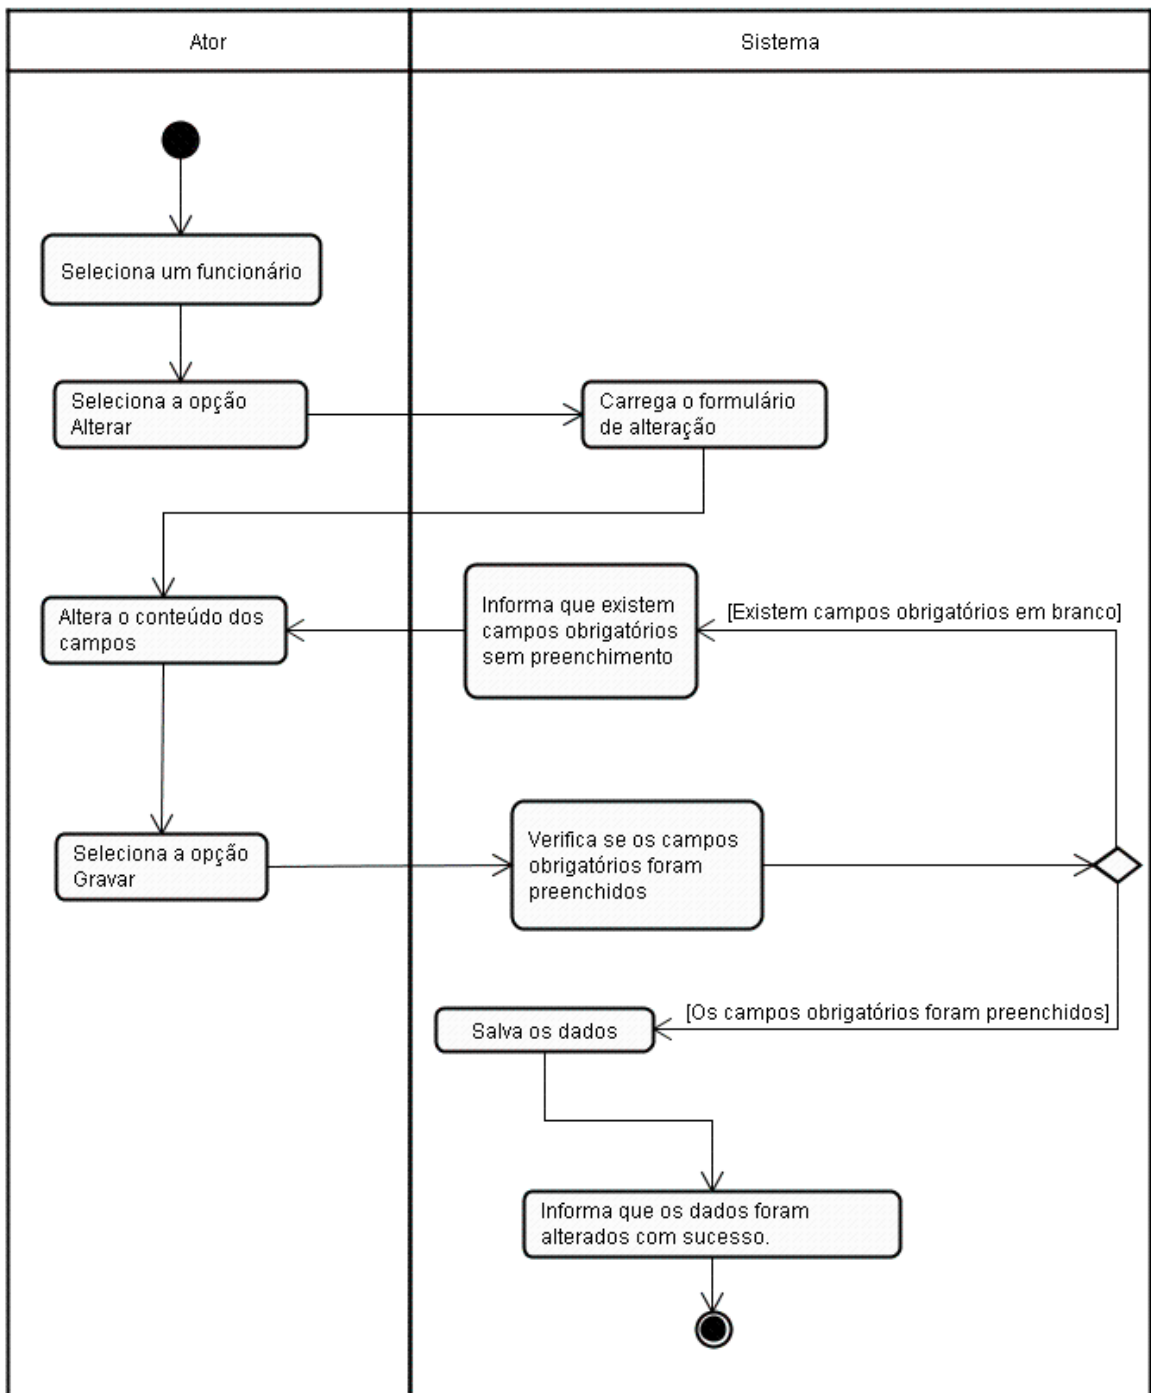 Ator
Sistema
Seleciona um funcionário
Seleciona a opção
Alterar
Carrega o formulário
de alteração
Altera o conteúdo dos
campos
Informa que existem
campos obrigatórios
sem preenchimento
[Existem campos obrigatórios em branco]
Seleciona a opção
Gravar
Verifica se os campos
obrigatórios foram
preenchidos
[Os campos obrigatórios foram preenchidos]
Salva os dados
Informa que os dados foram
alterados com sucesso.